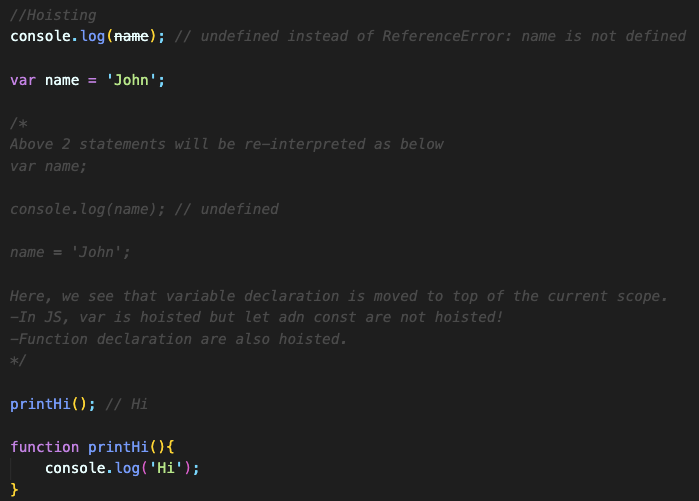 //Hoisting
console.log(name); // undefined instead of ReferenceError: name is not defined
var name = 'John';
/*
Above 2 statements will be re-interpreted as below
var name;
console.log(name); // undefined
name = 'John';
Here, we see that variable declaration is moved to top of the current scope.
-In JS, var is hoisted but let adn const are not hoisted!
-Function declaration are also hoisted.
*/
printHi(); // Hi
function printHi(){
    console.log('Hi');
}